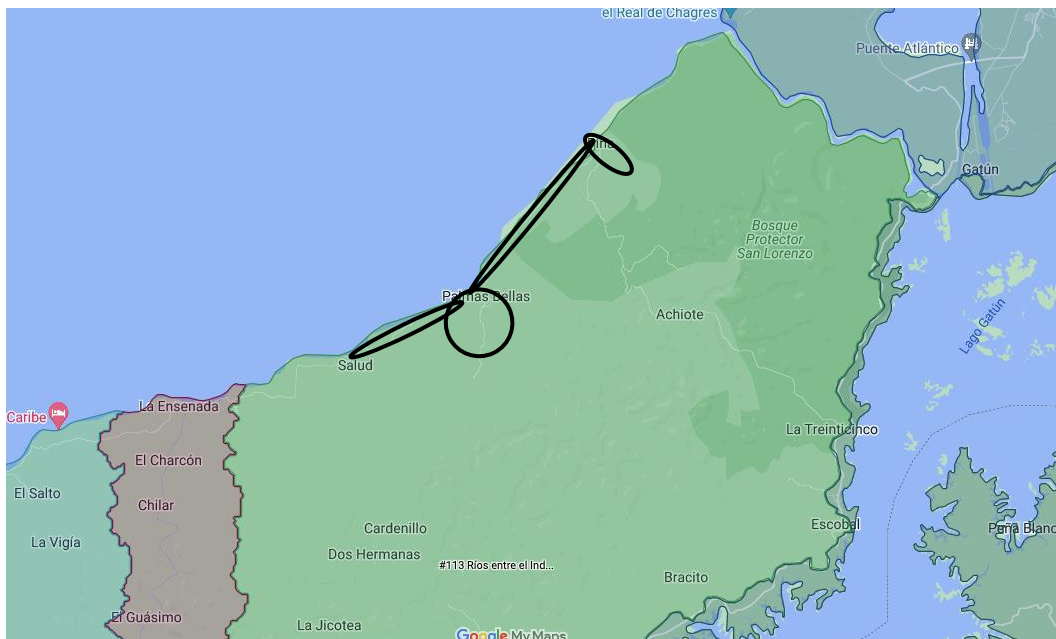 el Real de Chagres
Puente Atlántico
Gatún
Bosque
Protector
San Lorenzo
Palmas Bellas
Lago Gatún
Achiote
Salud
La Ensenada
Caribe
La Treinticinco
El Charcón
El Salto
Chilar
Escobal
Cardenillo
Peña Blanc
La Vigía
Dos Hermanas
#113 Ríos entre el Ind...
Bracito
El Guásimo
La Jicotea
Google My Maps